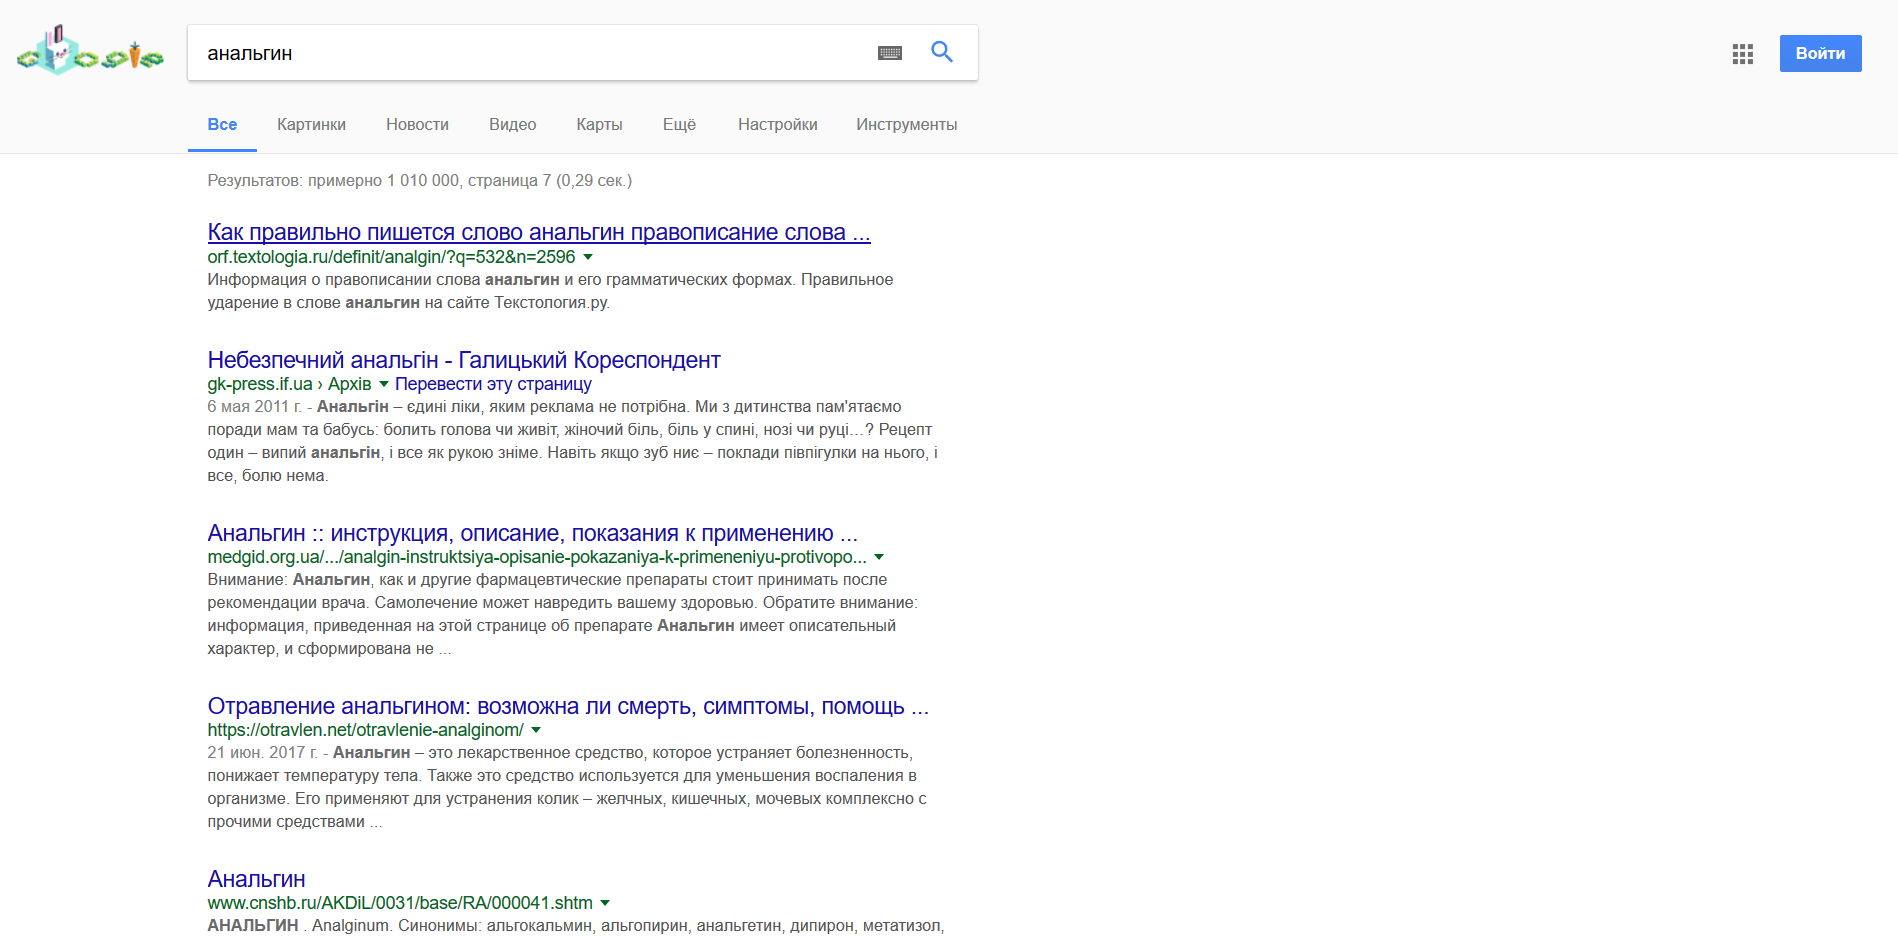 анальгин
Войти
Все Картинки Новости Видео Карты Ещё Настройки Инструменты
Результатов: примерно 1 010 000, страница 7 (0,29 сек.)
Как правильно пишется слово анальгин правописание слова ...
orf.textologia.ru/definit/analgin/?q=532&n=2596
Информация о правописании слова анальгин и его грамматических формах. Правильное
ударение в слове анальгин на сайте Текстология.ру.
Небезпечний анальгін - Галицький Кореспондент
gk-press.if.ua › Архів Перевести эту страницу
6 мая 2011 г. - Анальгін – єдині ліки, яким реклама не потрібна. Ми з дитинства пам'ятаємо
поради мам та бабусь: болить голова чи живіт, жіночий біль, біль у спині, нозі чи руці…? Рецепт
один – випий анальгін, і все як рукою зніме. Навіть якщо зуб ниє – поклади півпігулки на нього, і
все, болю нема.
Анальгин :: инструкция, описание, показания к применению ...
medgid.org.ua/.../analgin-instruktsiya-opisanie-pokazaniya-k-primeneniyu-protivopo...
Внимание: Анальгин, как и другие фармацевтические препараты стоит принимать после
рекомендации врача. Самолечение может навредить вашему здоровью. Обратите внимание:
информация, приведенная на этой странице об препарате Анальгин имеет описательный
характер, и сформирована не ...
Отравление анальгином: возможна ли смерть, симптомы, помощь ...
https://otravlen.net/otravlenie-analginom/
21 июн. 2017 г. - Анальгин – это лекарственное средство, которое устраняет болезненность,
понижает температуру тела. Также это средство используется для уменьшения воспаления в
организме. Его применяют для устранения колик – желчных, кишечных, мочевых комплексно с
прочими средствами ...
Анальгин
www.cnshb.ru/AKDiL/0031/base/RA/000041.shtm
АНАЛЬГИН . Analginum. Синонимы: альгокальмин, альгопирин, анальгетин, дипирон, метатизол,